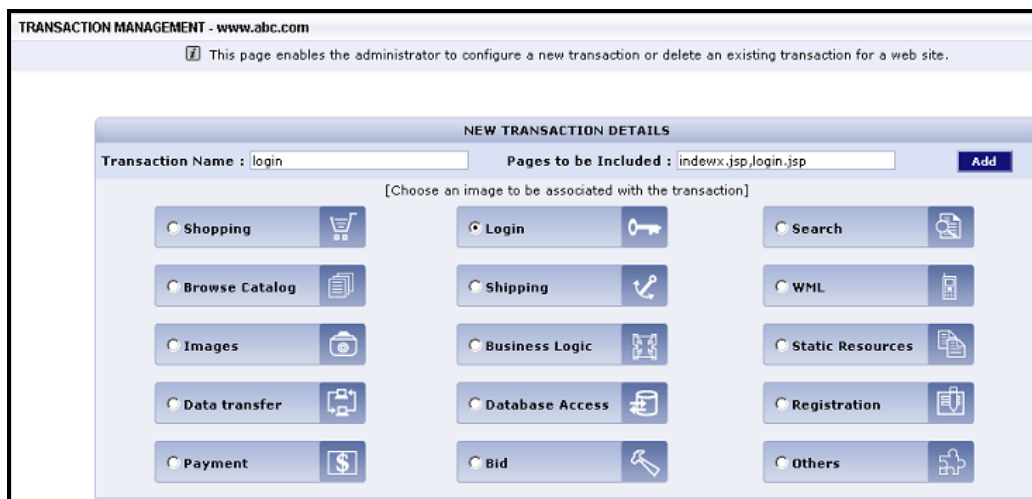 TRANSACTION MANAGEMENT - www.abc.com
This page enables the administrator to configure a new transaction or delete an existing transaction for a web site.
NEW TRANSACTION DETAILS
Transaction Name : login Pages to be Included : indewx.jsp,login.jsp Add
[Choose an image to be associated with the transaction]
Shopping Login Search
Browse Catalog Shipping WML
Images Business Logic Static Resources
Data transfer Database Access Registration
Payment Bid Others